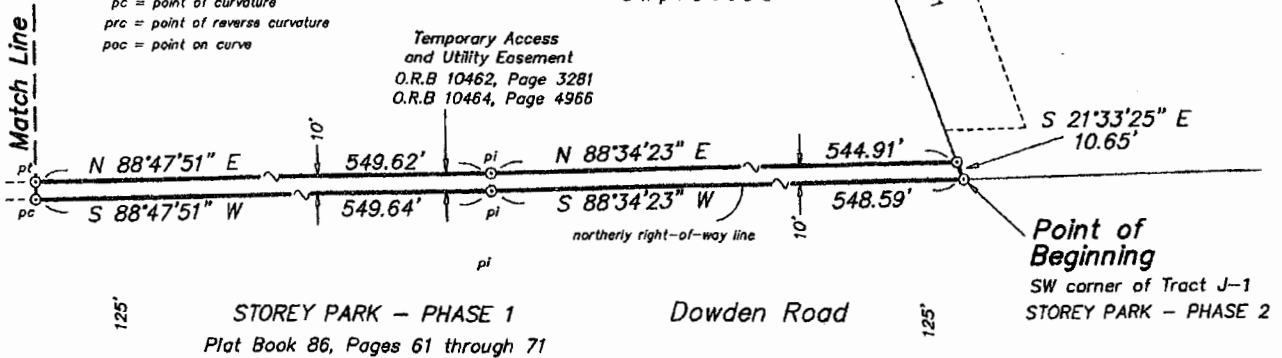 pc = point of curvature
prc = point of reverse curvature
poc = point on curve
Match Line
Temporary Access
and Utility Easement
O.R.B 10462, Page 3281
O.R.B 10464, Page 4966
S 21°33'25" E
10.65'
pt
N 88°47'51" E
10'
549.62'
pi
N 88°34'23" E
544.91'
pc
S 88°47'51" W
549.64'
pi
S 88°34'23" W
10'
548.59'
northerly right-of-way line
pi
Point of
Beginning
SW corner of Tract J-1
STOREY PARK - PHASE 2
125'
STOREY PARK - PHASE 1
Dowden Road
125'
Plat Book 86, Pages 61 through 71